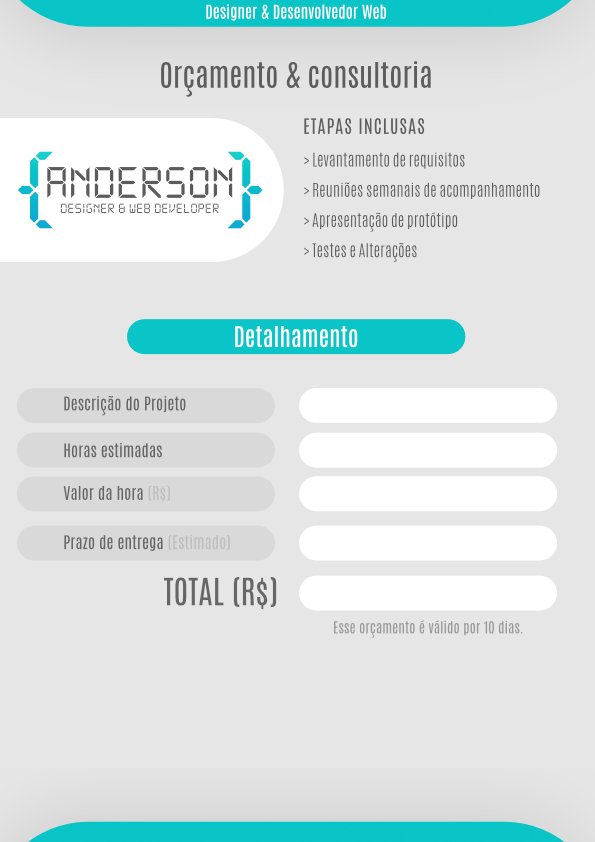 Designer & Desenvolvedor Web
Orçamento & consultoria
ANDERSON
DESIGNER & WEB DEVELOPER
ETAPAS INCLUSAS
> Levantamento de requisitos
> Reuniões semanais de acompanhamento
> Apresentação de protótipo
> Testes e Alterações
Detalhamento
Descrição do Projeto
Horas estimadas
Valor da hora (R$)
Prazo de entrega (Estimado)
TOTAL (R$)
Esse orçamento é válido por 10 dias.